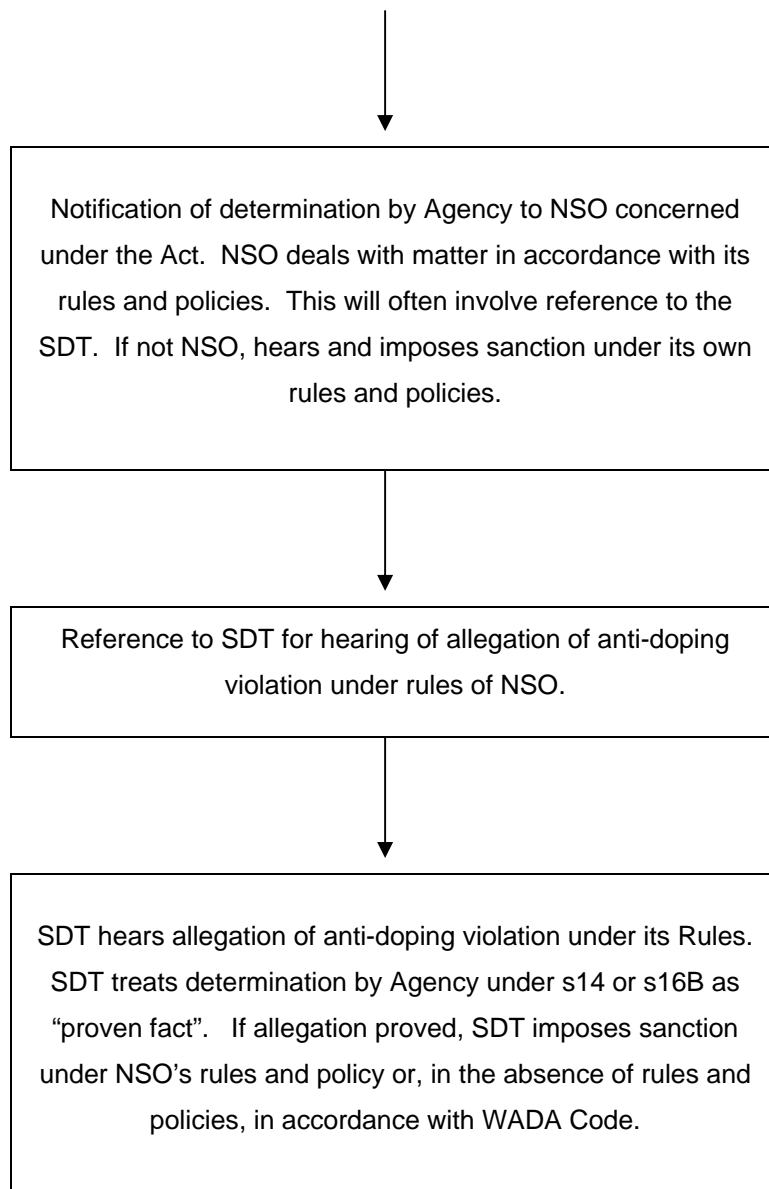 Notification of determination by Agency to NSO concerned
under the Act.  NSO deals with matter in accordance with its
rules and policies.  This will often involve reference to the
SDT.  If not NSO, hears and imposes sanction under its own
rules and policies.
Reference to SDT for hearing of allegation of anti-doping
violation under rules of NSO.
SDT hears allegation of anti-doping violation under its Rules.
SDT treats determination by Agency under s14 or s16B as
“proven fact”.   If allegation proved, SDT imposes sanction
under NSO’s rules and policy or, in the absence of rules and
policies, in accordance with WADA Code.